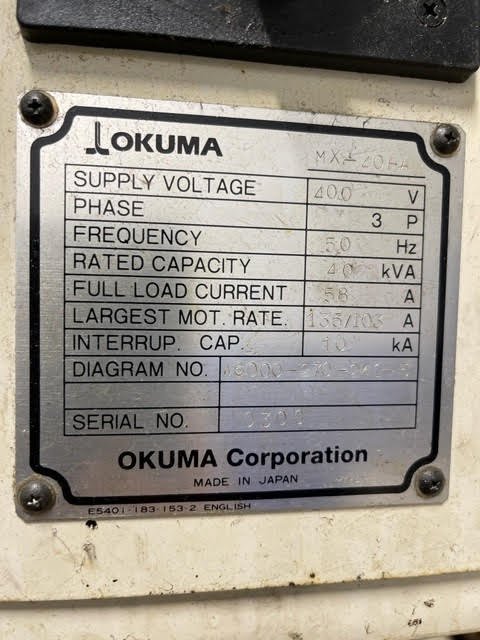 OKUMA
SUPPLY VOLTAGE 400 V
PHASE 3 P
FREQUENCY 50 Hz
RATED CAPACITY 40 kVA
FULL LOAD CURRENT 58 A
LARGEST MOT. RATE. A
INTERRUP. CAP. 10 kA
DIAGRAM NO.
SERIAL NO.
OKUMA Corporation
MADE IN JAPAN
E5401-183-153-2 ENGLISH